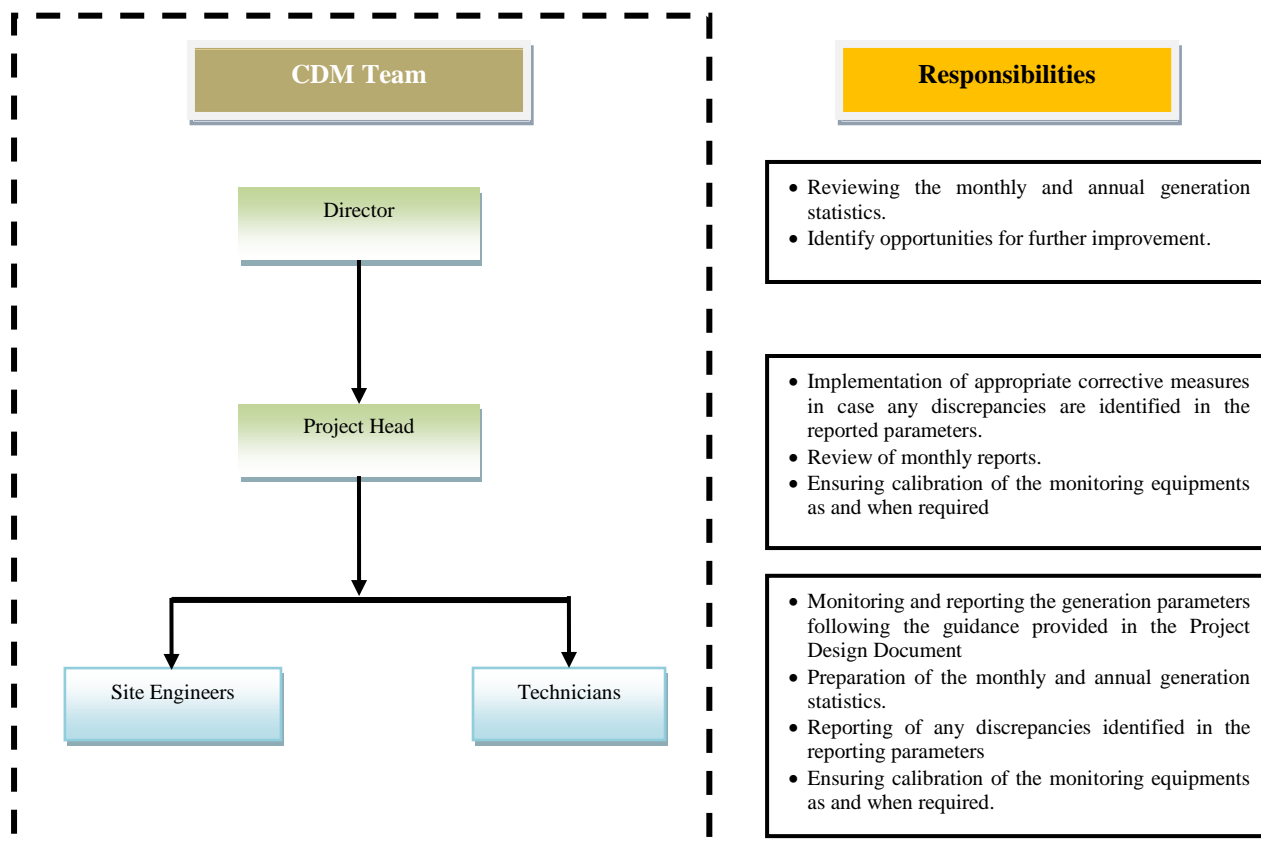 CDM Team
Responsibilities
Director
• Reviewing the monthly and annual generation
statistics.
• Identify opportunities for further improvement.
Project Head
• Implementation of appropriate corrective measures
in case any discrepancies are identified in the
reported parameters.
• Review of monthly reports.
• Ensuring calibration of the monitoring equipments
as and when required
Site Engineers
Technicians
• Monitoring and reporting the generation parameters
following the guidance provided in the Project
Design Document
• Preparation of the monthly and annual generation
statistics.
• Reporting of any discrepancies identified in the
reporting parameters
• Ensuring calibration of the monitoring equipments
as and when required.